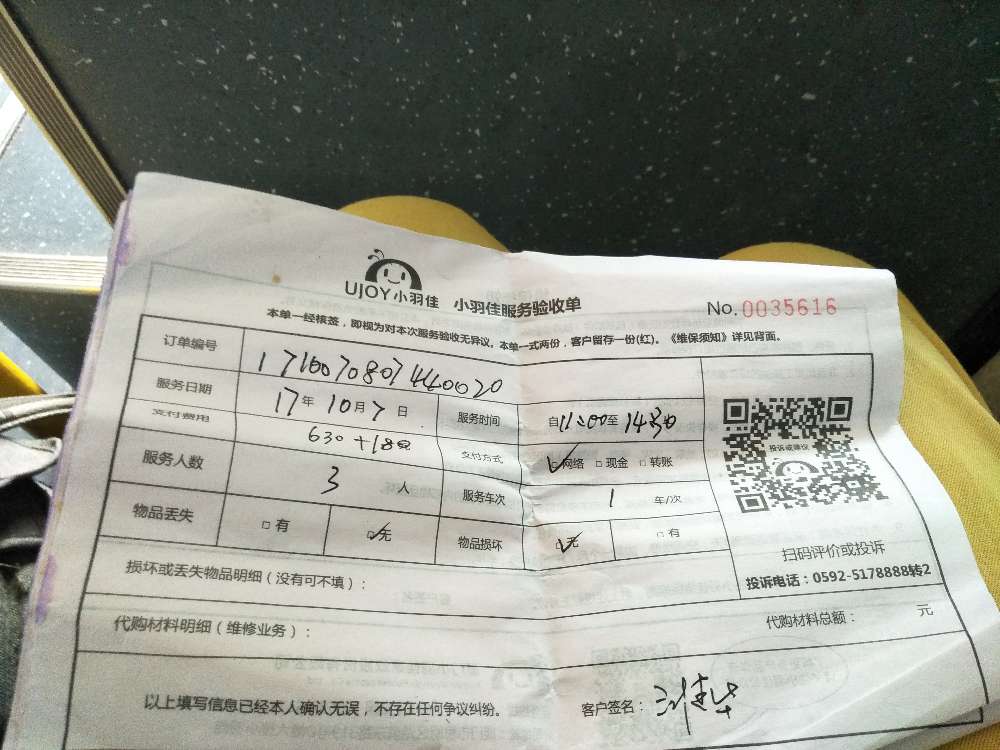 UJOY小羽佳 小羽佳服务验收单 No.0035616
本单一经核签，即视为对本次服务验收无异议。本单一式两份，客户留存一份(红)。《维保须知》详见背面。
订单编号
服务日期 17年10月7日 服务时间 自11:00至14:30
支付费用 630+180 支付方式 网络 现金 转账
服务人数 3人 服务车次 1 车/次
物品丢失 有 无 物品损坏 无 有
投诉或建议
扫码评价或投诉
投诉电话：0592-5178888转2
损坏或丢失物品明细（没有可不填）：
代购材料明细（维修业务）： 代购材料总额： 元
以上填写信息已经本人确认无误，不存在任何争议纠纷。 客户签名：